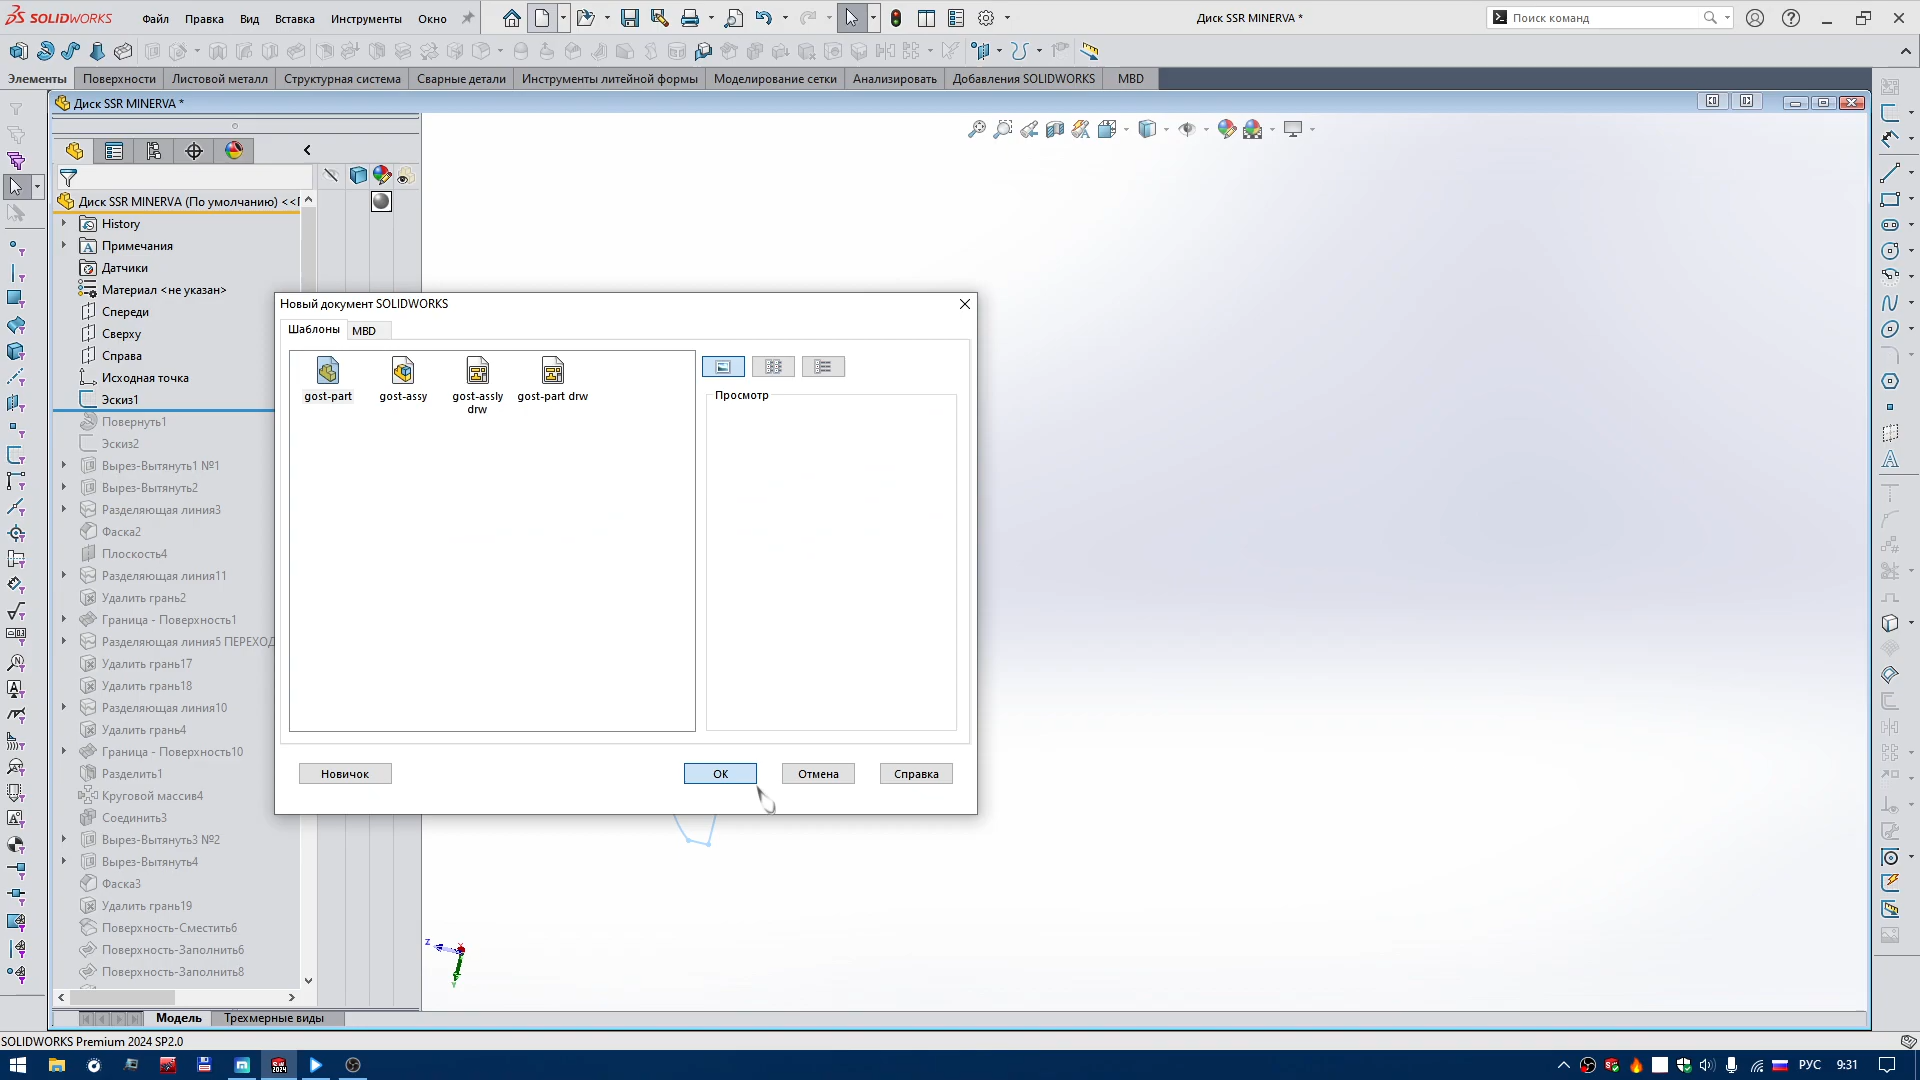 SOLIDWORKS
Файл Правка Вид Вставка Инструменты Окно
Диск SSR MINERVA *
Поиск команд
Элементы Поверхности Листовой металл Структурная система Сварные детали Инструменты литейной формы Моделирование сетки Анализировать Добавления SOLIDWORKS MBD
Диск SSR MINERVA *
Диск SSR MINERVA (По умолчанию) <<
History
Примечания
Датчики
Материал <не указан>
Спереди
Сверху
Справа
Исходная точка
Эскиз1
Повернуть1
Эскиз2
Вырез-Вытянуть1 №1
Вырез-Вытянуть2
Разделяющая линия3
Фаска2
Плоскость4
Разделяющая линия11
Удалить грань2
Граница - Поверхность1
Разделяющая линия5 ПЕРЕХОД
Удалить грань17
Удалить грань18
Разделяющая линия10
Удалить грань4
Граница - Поверхность10
Разделить1
Круговой массив4
Соединить3
Вырез-Вытянуть3 №2
Вырез-Вытянуть4
Фаска3
Удалить грань19
Поверхность-Сместить6
Поверхность-Заполнить6
Поверхность-Заполнить8
Новый документ SOLIDWORKS
Шаблоны MBD
gost-part gost-assy gost-assly drw gost-part drw
Просмотр
Новичок OK Отмена Справка
Z
Y
Модель Трехмерные виды
SOLIDWORKS Premium 2024 SP2.0
РУС 9:31